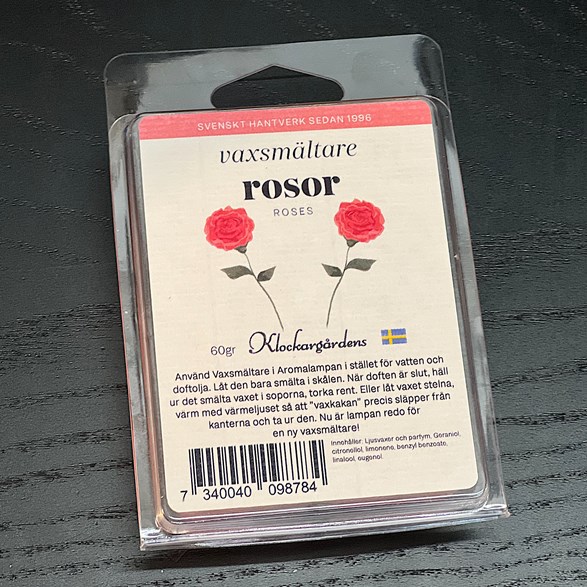 SVENSKT HANTVERK SEDAN 1996
vaxsmältare
rosor
ROSES
60gr Klockargårdens
Använd Vaxsmältare i Aromalampan i stället för vatten och
doftolja. Låt den bara smälta i skålen. När doften är slut, häll
ur det smälta vaxet i soporna, torka rent. Eller låt vaxet stelna,
värm med värmeljuset så att "vaxkakan" precis släpper från
kanterna och ta ur den. Nu är lampan redo för
en ny vaxsmältare!
Innehåller: Ljusvaxer och parfym, Geraniol,
citronellol, limonene, benzyl benzoate,
linalool, eugenol.
7 340040 098784